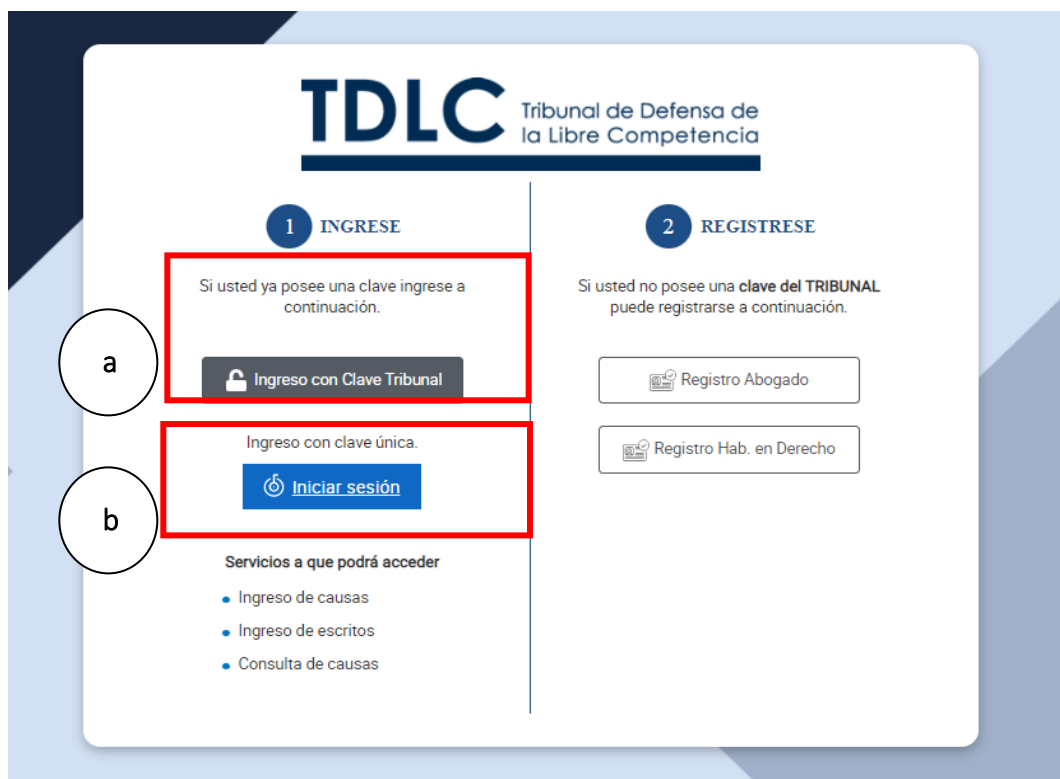 TDLC
Tribunal de Defensa de
la Libre Competencia
1 INGRESE
Si usted ya posee una clave ingrese a
continuación.
a
Ingreso con Clave Tribunal
Ingreso con clave única.
b
Iniciar sesión
Servicios a que podrá acceder
Ingreso de causas
Ingreso de escritos
Consulta de causas
2 REGISTRESE
Si usted no posee una clave del TRIBUNAL
puede registrarse a continuación.
Registro Abogado
Registro Hab. en Derecho